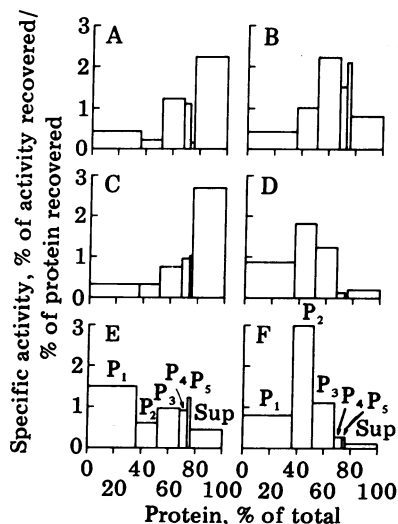 Specific activity, % of activity recovered/
% of protein recovered
A
B
3
2
1
0
C
D
3
2
1
0
P2
E
F
3
2
1
0
P1
P2
P3
P4
P5
Sup
P1
P3
P4
P5
Sup
0 20 40 60 80 100
0 20 40 60 80 100
Protein, % of total